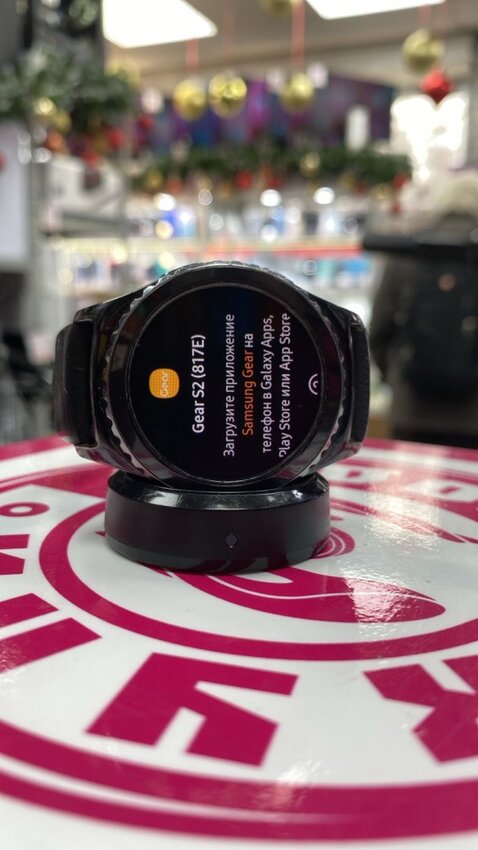 Gear
Gear S2 (817E)
Загрузите приложение
Samsung Gear на
телефон в Galaxy Apps,
Play Store или App Store